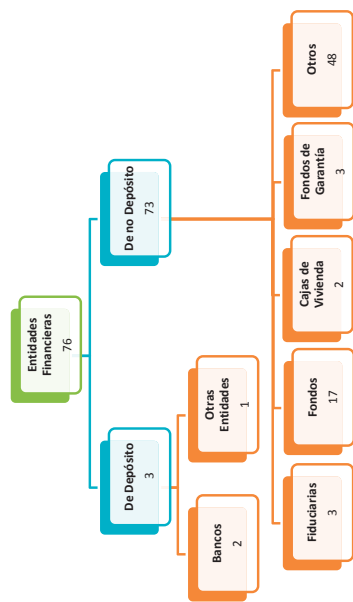 Entidades
Financieras
76
De Depósito
3
De no Depósito
73
Bancos
2
Otras
Entidades
1
Fiduciarias
3
Fondos
17
Cajas de
Vivienda
2
Fondos de
Garantía
3
Otros
48